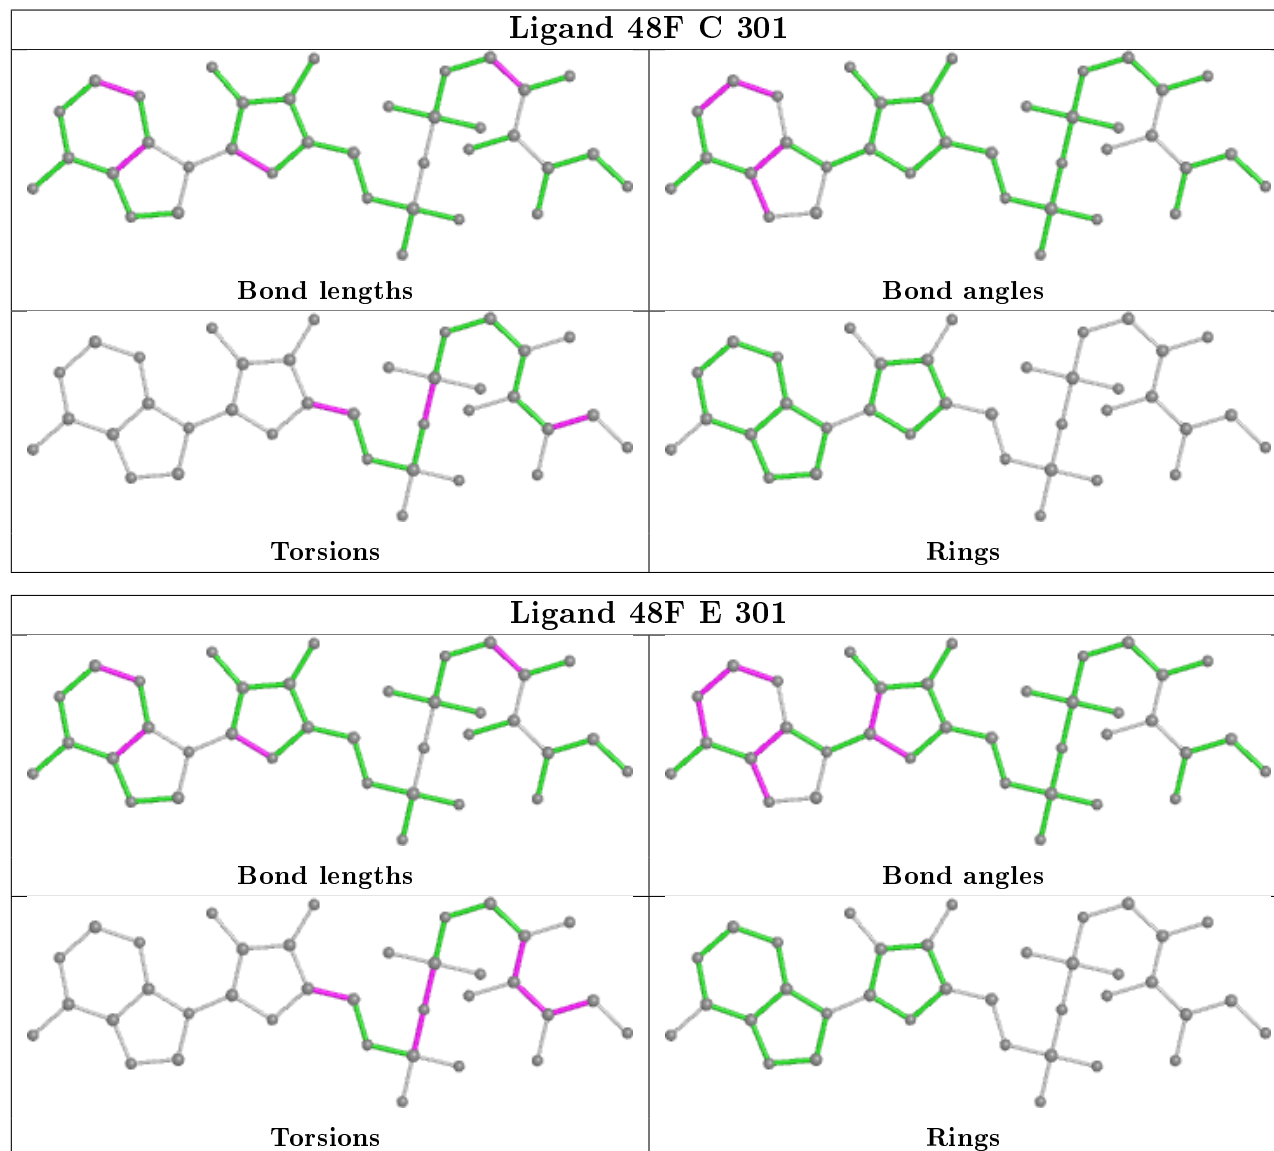 Ligand 48F C 301
Bond lengths
Bond angles
Torsions
Rings
Ligand 48F E 301
Bond lengths
Bond angles
Torsions
Rings